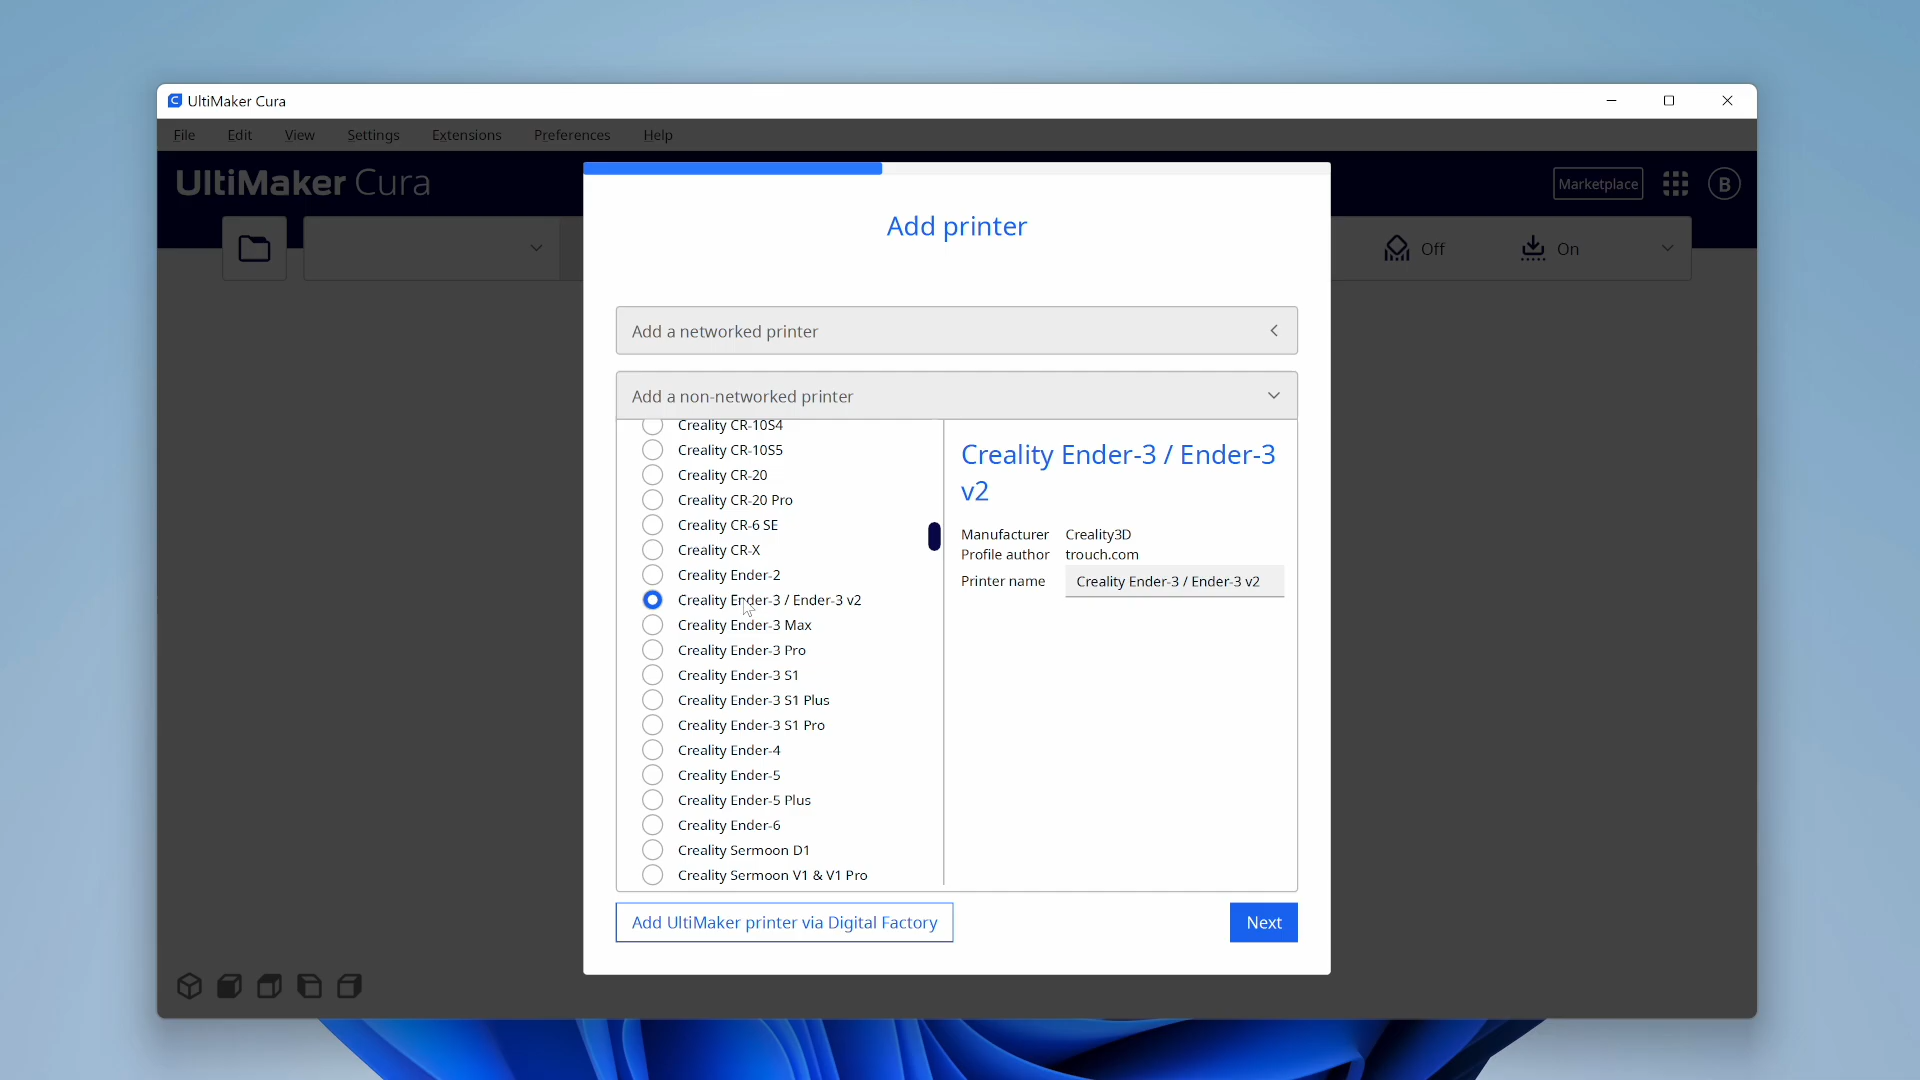 UltiMaker Cura
File Edit View Settings Extensions Preferences Help
UltiMaker Cura
Marketplace
B
Add printer
Off
On
Add a networked printer
Add a non-networked printer
Creality CR-10S4
Creality CR-10S5
Creality CR-20
Creality CR-20 Pro
Creality CR-6 SE
Creality CR-X
Creality Ender-2
Creality Ender-3 / Ender-3 v2
Creality Ender-3 Max
Creality Ender-3 Pro
Creality Ender-3 S1
Creality Ender-3 S1 Plus
Creality Ender-3 S1 Pro
Creality Ender-4
Creality Ender-5
Creality Ender-5 Plus
Creality Ender-6
Creality Sermoon D1
Creality Sermoon V1 & V1 Pro
Creality Ender-3 / Ender-3
v2
Manufacturer Creality3D
Profile author trouch.com
Printer name Creality Ender-3 / Ender-3 v2
Add UltiMaker printer via Digital Factory
Next